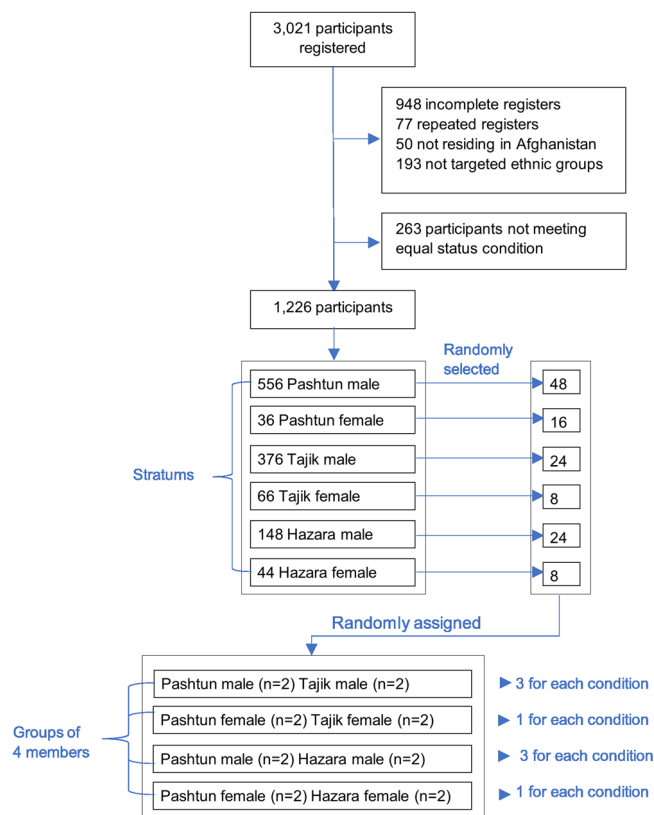 3,021 participants
registered
948 incomplete registers
77 repeated registers
50 not residing in Afghanistan
193 not targeted ethnic groups
263 participants not meeting
equal status condition
1,226 participants
Randomly
selected
Stratums
556 Pashtun male
48
36 Pashtun female
16
376 Tajik male
24
66 Tajik female
8
148 Hazara male
24
44 Hazara female
8
Randomly assigned
Groups of
4 members
Pashtun male (n=2) Tajik male (n=2)
3 for each condition
Pashtun female (n=2) Tajik female (n=2)
1 for each condition
Pashtun male (n=2) Hazara male (n=2)
3 for each condition
Pashtun female (n=2) Hazara female (n=2)
1 for each condition